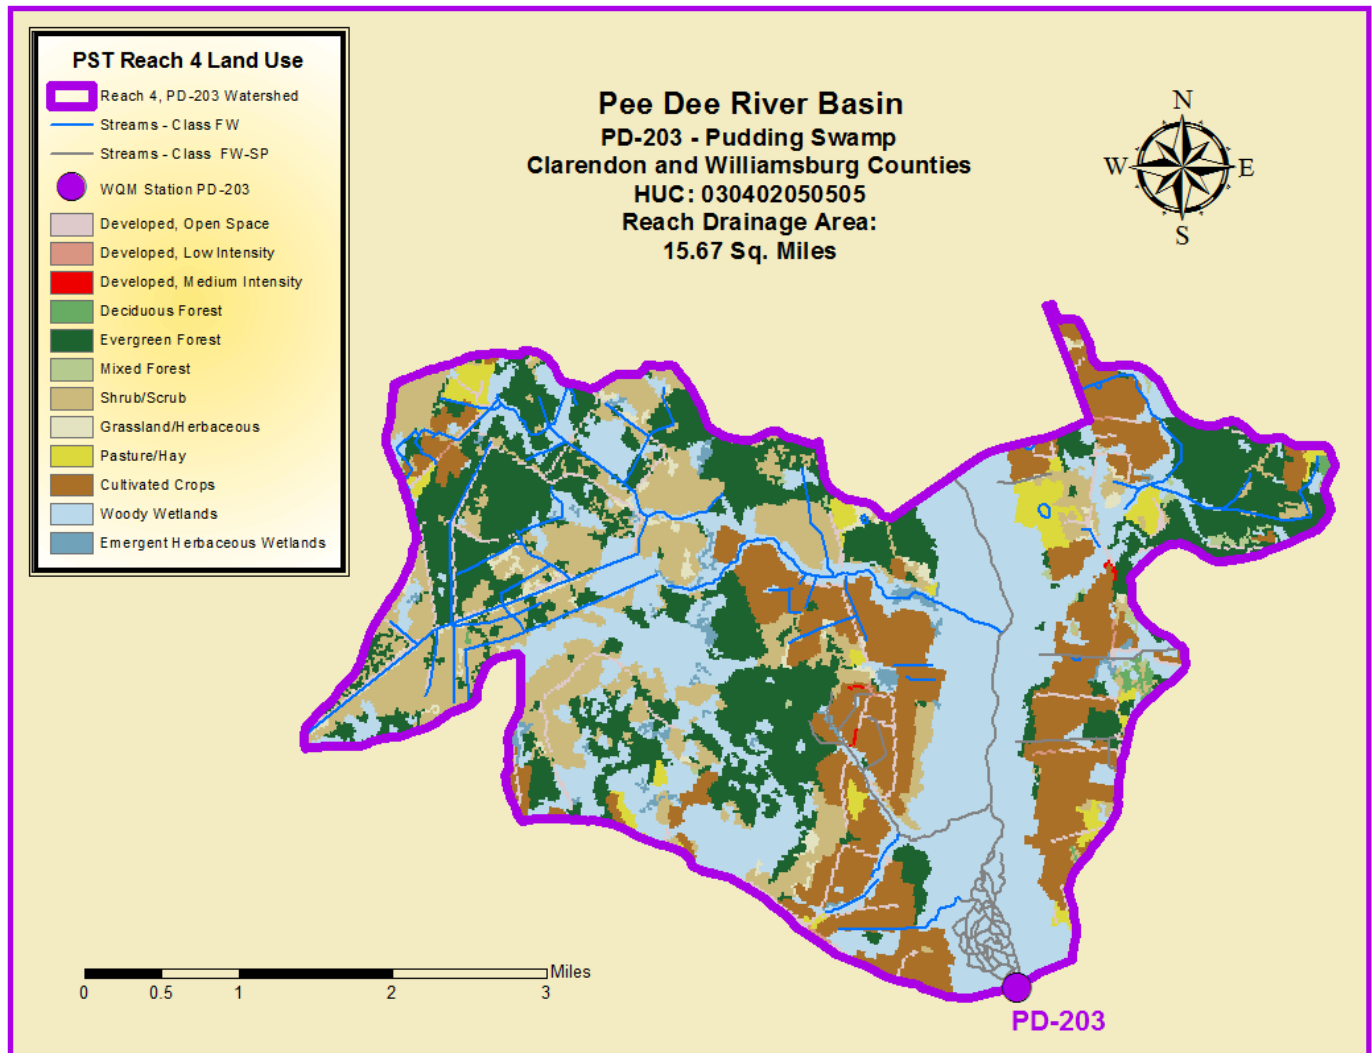 PST Reach 4 Land Use
Reach 4, PD-203 Watershed
Streams - Class FW
Streams - Class FW-SP
WQM Station PD-203
Developed, Open Space
Developed, Low Intensity
Developed, Medium Intensity
Deciduous Forest
Evergreen Forest
Mixed Forest
Shrub/Scrub
Grassland/Herbaceous
Pasture/Hay
Cultivated Crops
Woody Wetlands
Emergent Herbaceous Wetlands
Pee Dee River Basin
PD-203 - Pudding Swamp
Clarendon and Williamsburg Counties
HUC: 030402050505
Reach Drainage Area:
15.67 Sq. Miles
N
W E
S
Miles
0 0.5 1 2 3
PD-203